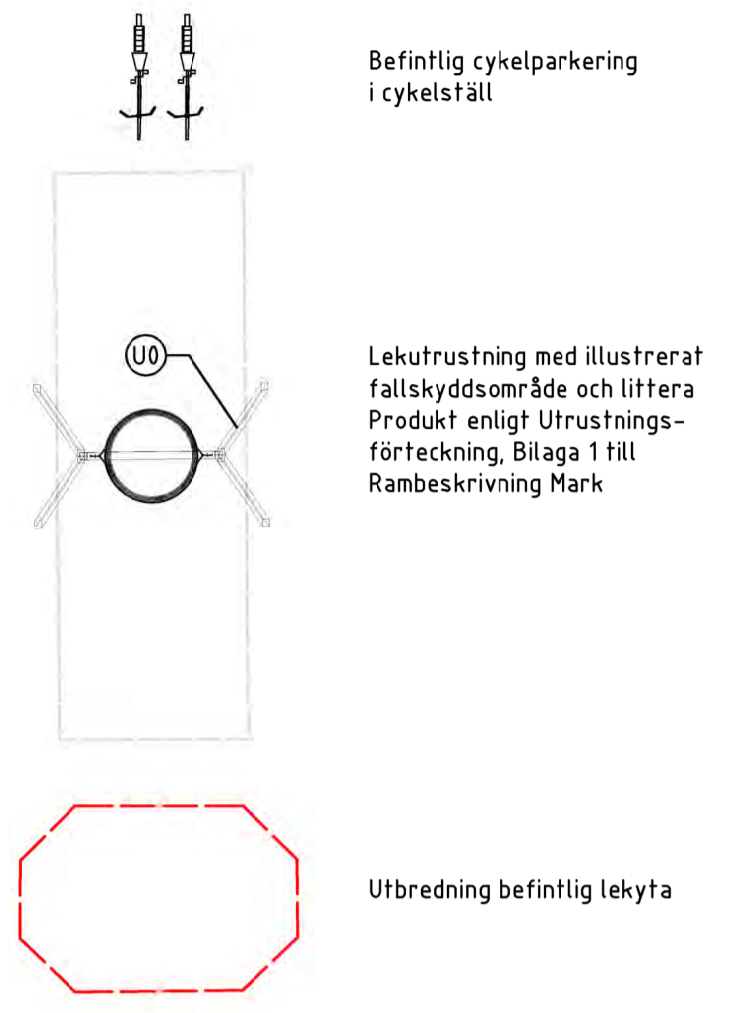 Befintlig cykelparkering
i cykelställ
U0
Lekutrustning med illustrerat
fallskyddsområde och littera
Produkt enligt Utrustnings-
förteckning, Bilaga 1 till
Rambeskrivning Mark
Utbredning befintlig lekyta